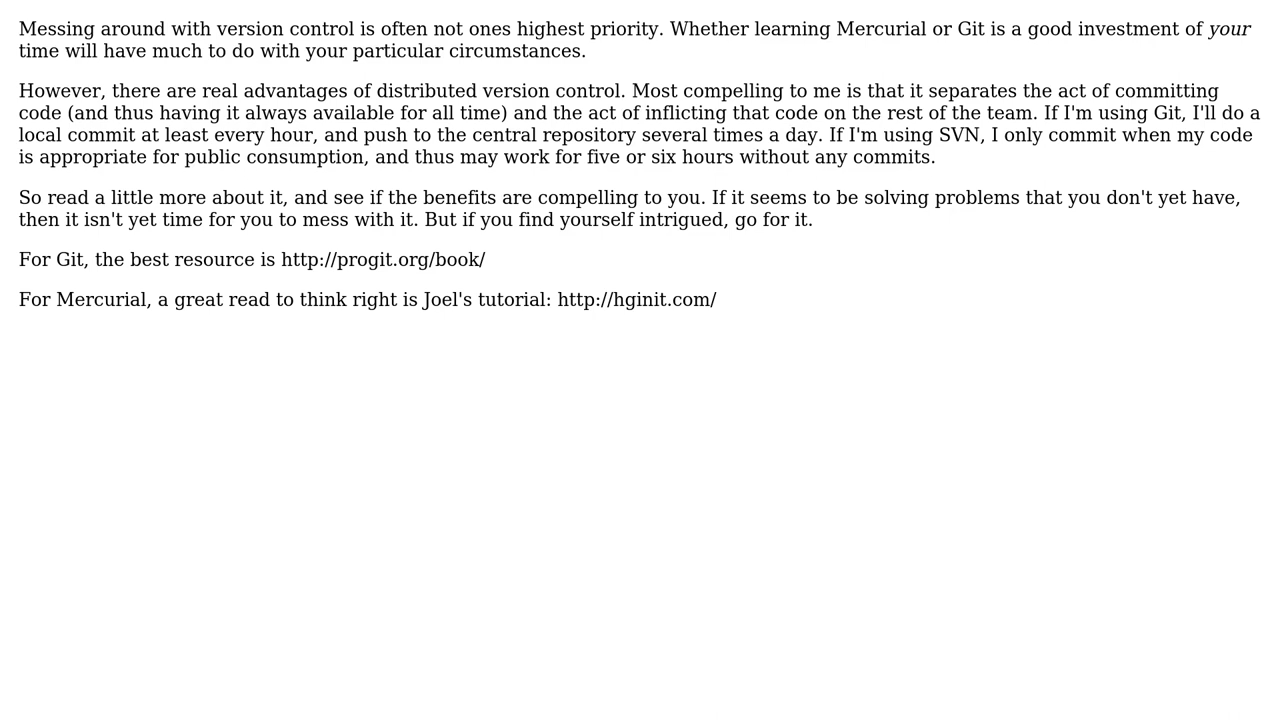 Messing around with version control is often not ones highest priority. Whether learning Mercurial or Git is a good investment of your
time will have much to do with your particular circumstances.
However, there are real advantages of distributed version control. Most compelling to me is that it separates the act of committing
code (and thus having it always available for all time) and the act of inflicting that code on the rest of the team. If I'm using Git, I'll do a
local commit at least every hour, and push to the central repository several times a day. If I'm using SVN, I only commit when my code
is appropriate for public consumption, and thus may work for five or six hours without any commits.
So read a little more about it, and see if the benefits are compelling to you. If it seems to be solving problems that you don't yet have,
then it isn't yet time for you to mess with it. But if you find yourself intrigued, go for it.
For Git, the best resource is http://progit.org/book/
For Mercurial, a great read to think right is Joel's tutorial: http://hginit.com/